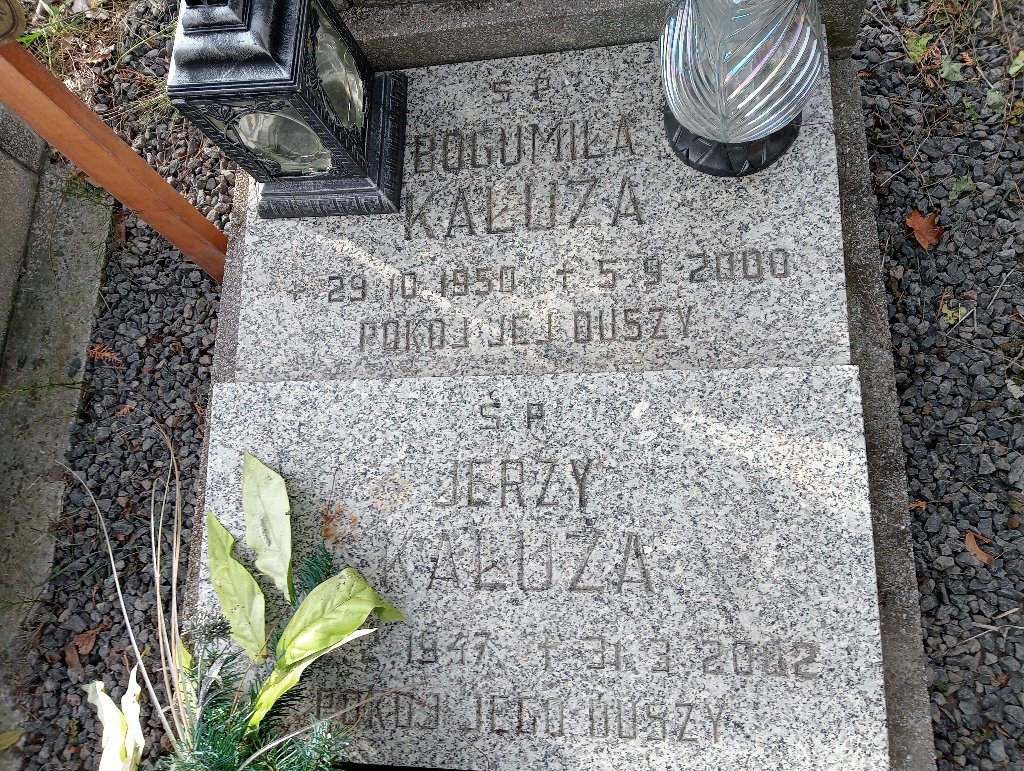 Ś P
BOGUMIŁA
KAŁUŻA
* 29 10 1950 + 5 9 2000
POKÓJ JEJ DUSZY
Ś P
JERZY
KAŁUŻA
1947 + 31 3 2002
POKÓJ JEGO DUSZY